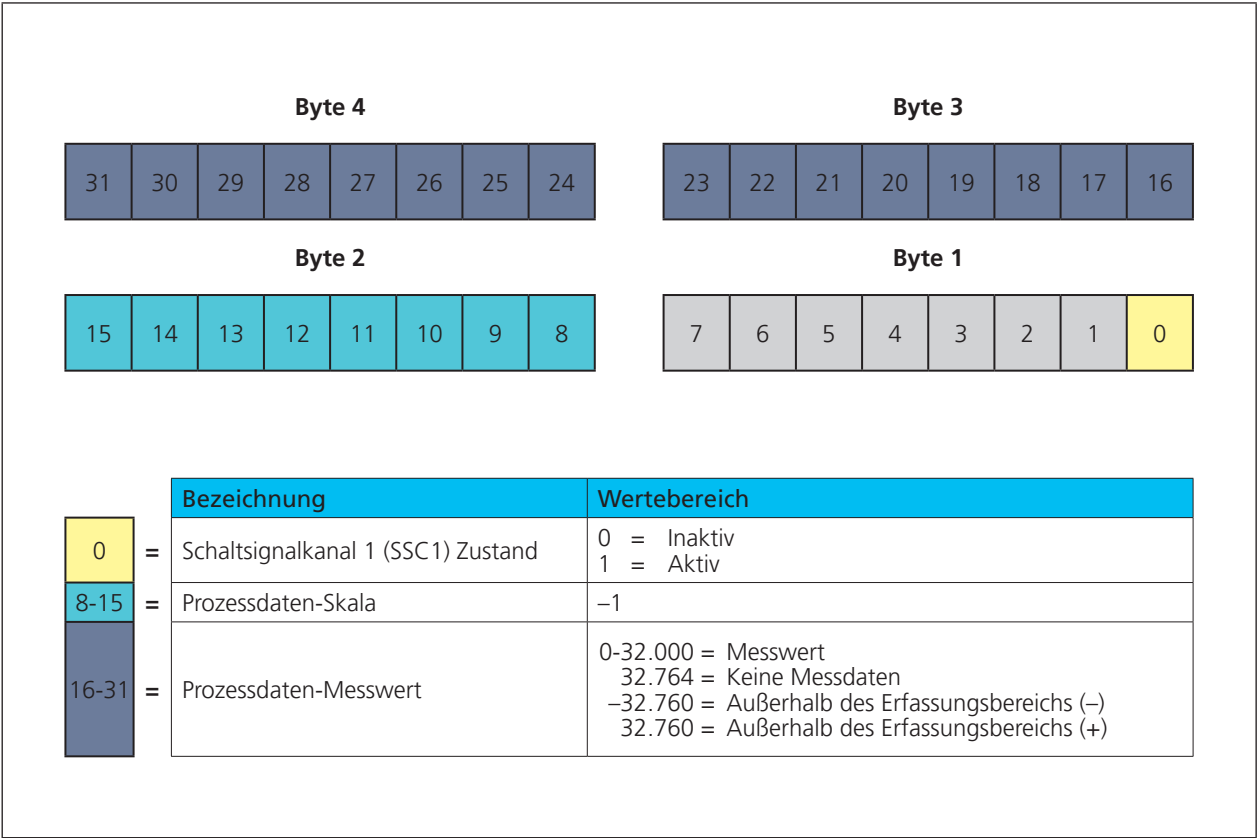 Byte 4 Byte 3
31 30 29 28 27 26 25 24 23 22 21 20 19 18 17 16
Byte 2 Byte 1
15 14 13 12 11 10 9 8 7 6 5 4 3 2 1 0
Bezeichnung Wertebereich
0 = Schaltsignalkanal 1 (SSC1) Zustand 0 = Inaktiv
1 = Aktiv
8-15 = Prozessdaten-Skala –1
16-31 = Prozessdaten-Messwert 0-32.000 = Messwert
32.764 = Keine Messdaten
–32.760 = Außerhalb des Erfassungsbereichs (–)
32.760 = Außerhalb des Erfassungsbereichs (+)